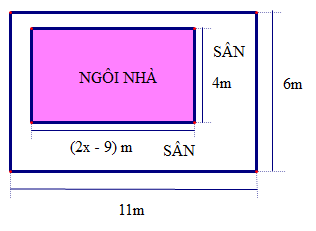 NGÔI NHÀ
SÂN
4m
6m
(2x - 9) m
SÂN
11m